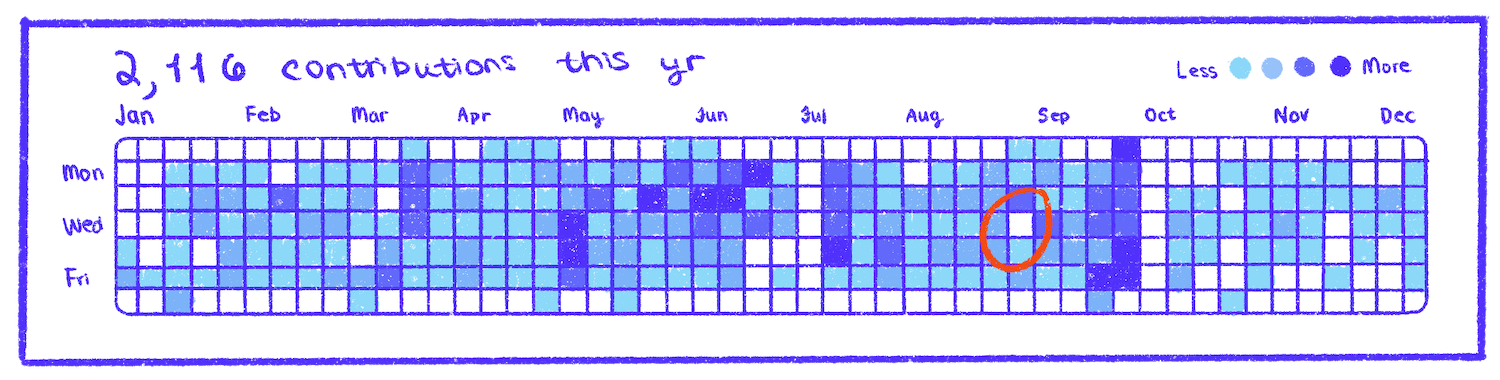 2,116 contributions this yr
Less More
Jan Feb Mar Apr May Jun Jul Aug Sep Oct Nov Dec
Mon
Wed
Fri